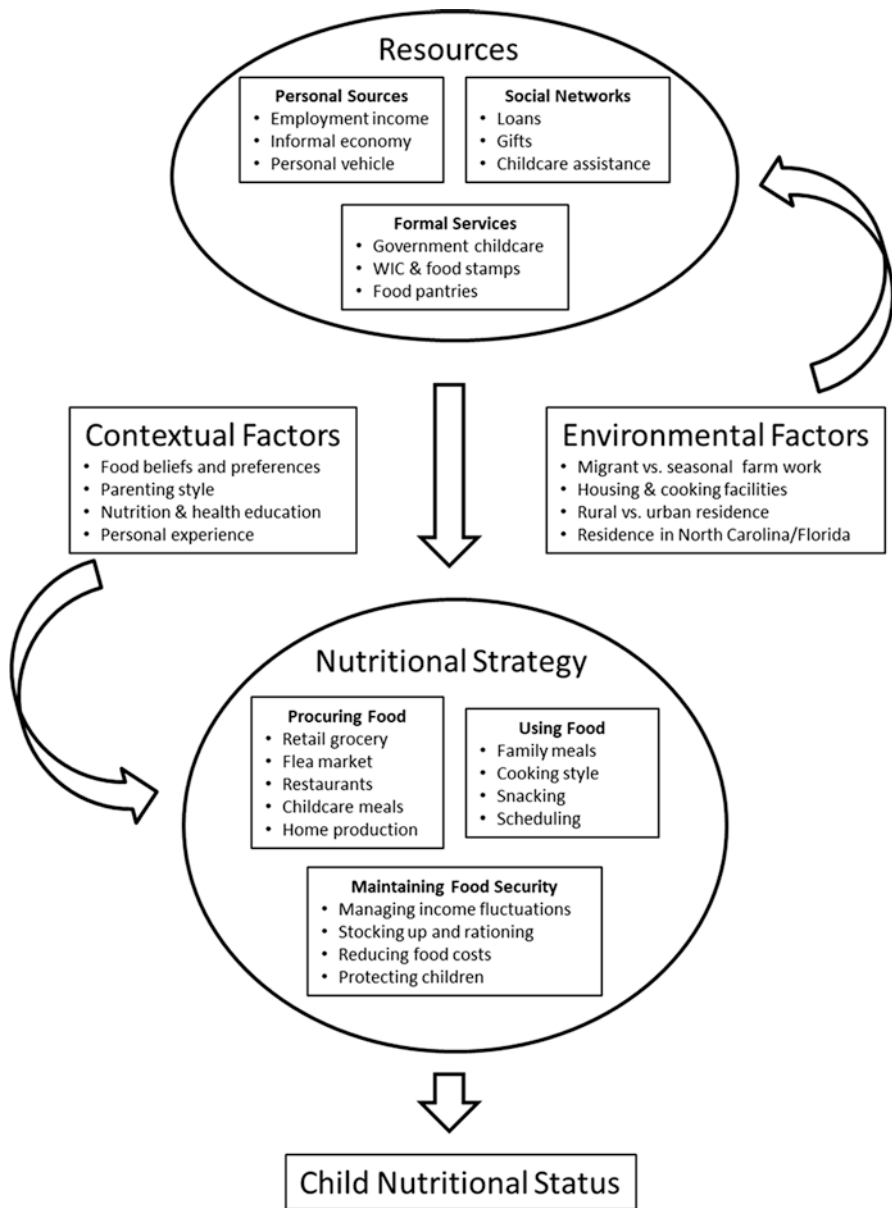 Resources
Personal Sources
• Employment income
• Informal economy
• Personal vehicle
Social Networks
• Loans
• Gifts
• Childcare assistance
Formal Services
• Government childcare
• WIC & food stamps
• Food pantries
Contextual Factors
• Food beliefs and preferences
• Parenting style
• Nutrition & health education
• Personal experience
Environmental Factors
• Migrant vs. seasonal farm work
• Housing & cooking facilities
• Rural vs. urban residence
• Residence in North Carolina/Florida
Nutritional Strategy
Procuring Food
• Retail grocery
• Flea market
• Restaurants
• Childcare meals
• Home production
Using Food
• Family meals
• Cooking style
• Snacking
• Scheduling
Maintaining Food Security
• Managing income fluctuations
• Stocking up and rationing
• Reducing food costs
• Protecting children
Child Nutritional Status